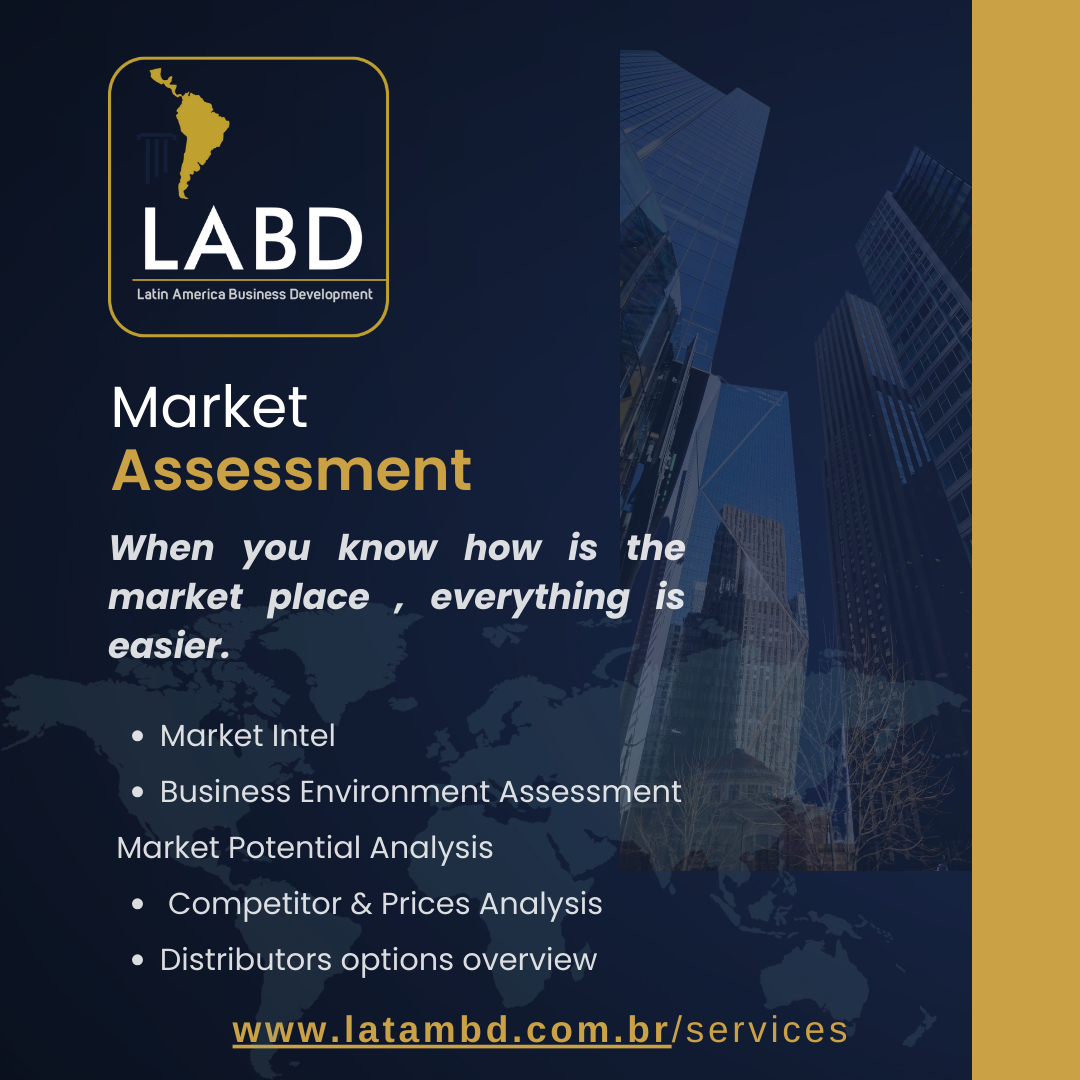 LABD
Latin America Business Development
Market
Assessment
When you know how is the
market place , everything is
easier.
• Market Intel
• Business Environment Assessment
Market Potential Analysis
• Competitor & Prices Analysis
• Distributors options overview
www.latambd.com.br/services